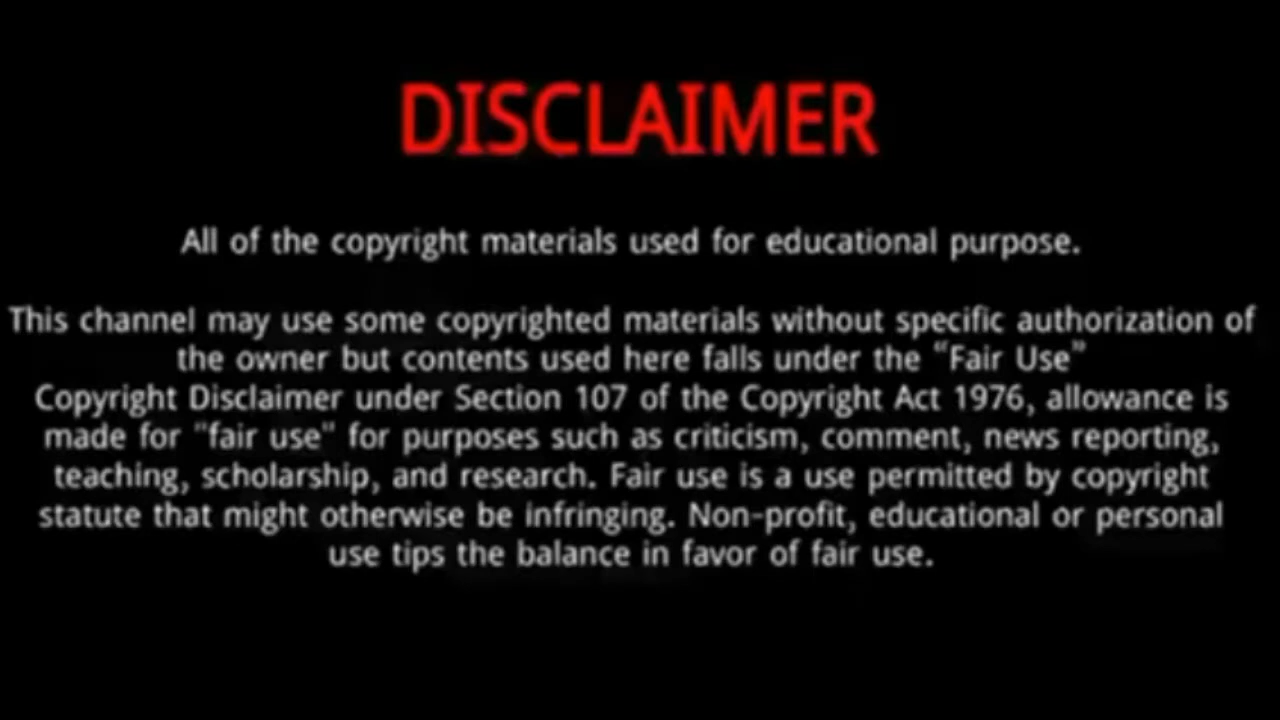 DISCLAIMER
All of the copyright materials used for educational purpose.
This channel may use some copyrighted materials without specific authorization of
the owner but contents used here falls under the “Fair Use”
Copyright Disclaimer under Section 107 of the Copyright Act 1976, allowance is
made for "fair use" for purposes such as criticism, comment, news reporting,
teaching, scholarship, and research. Fair use is a use permitted by copyright
statute that might otherwise be infringing. Non-profit, educational or personal
use tips the balance in favor of fair use.